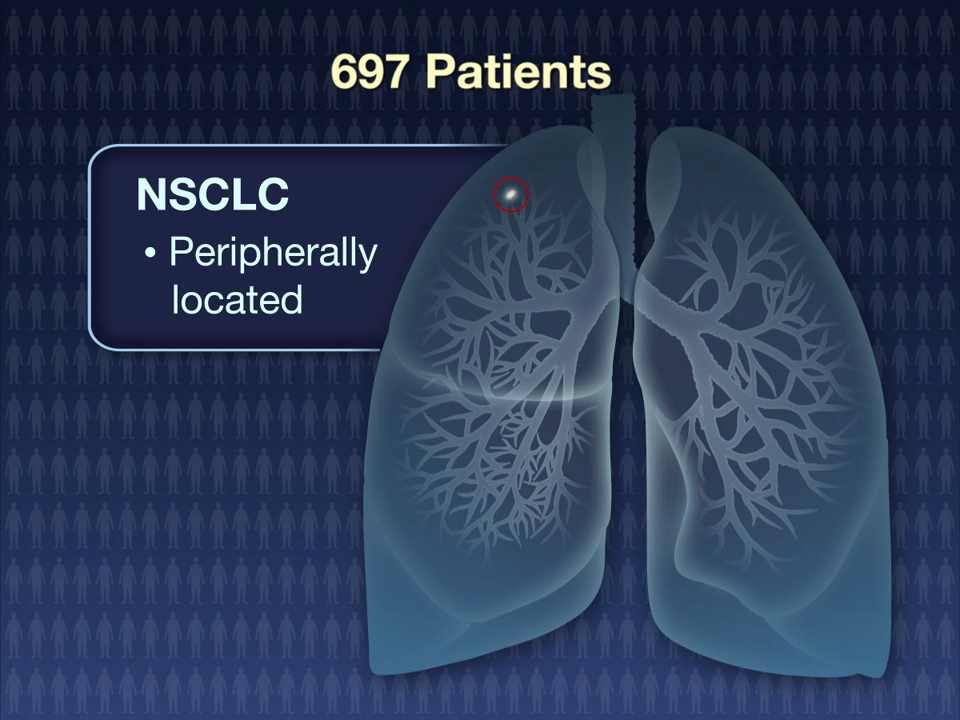 697 Patients
NSCLC
• Peripherally
located